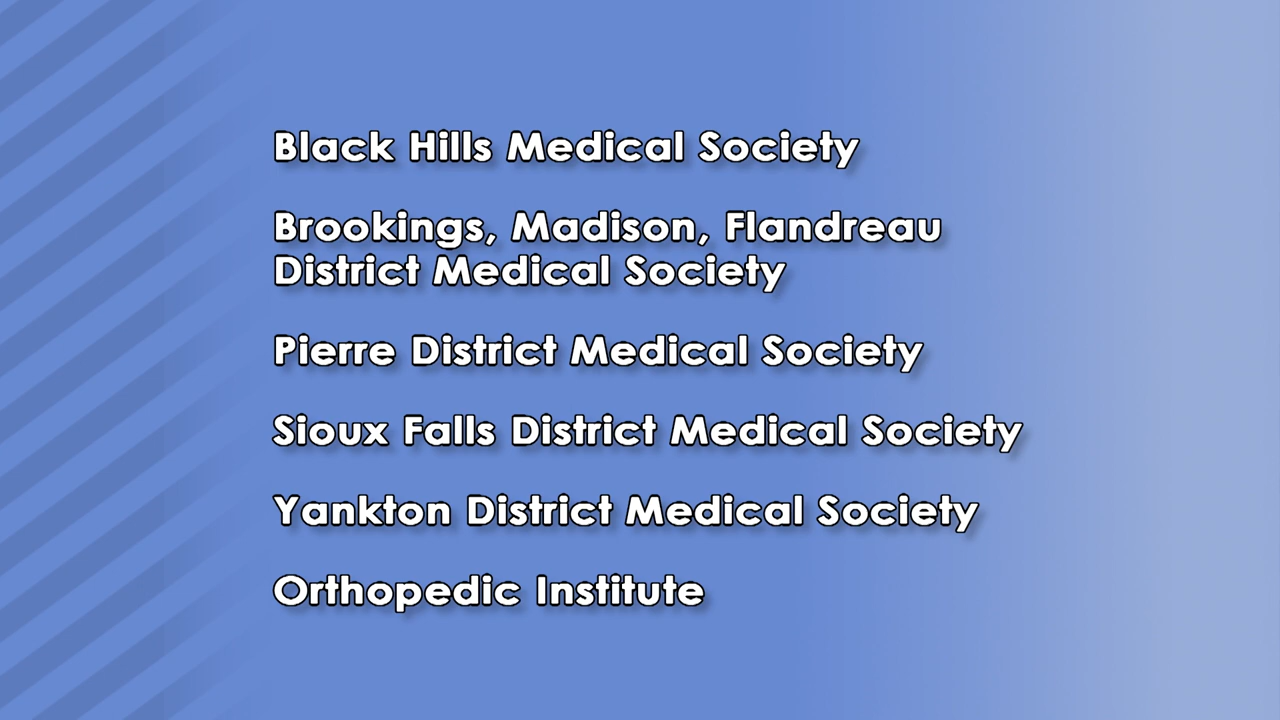 Black Hills Medical Society
Brookings, Madison, Flandreau
District Medical Society
Pierre District Medical Society
Sioux Falls District Medical Society
Yankton District Medical Society
Orthopedic Institute